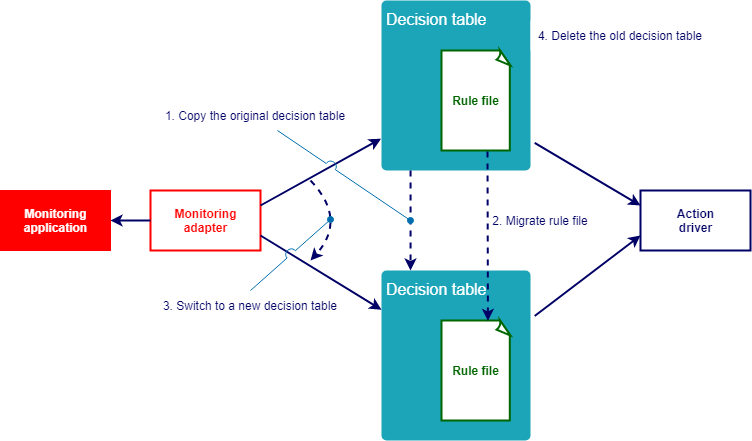 Decision table
4. Delete the old decision table
Rule file
1. Copy the original decision table
Monitoring
application
Monitoring
adapter
2. Migrate rule file
Action
driver
3. Switch to a new decision table
Decision table
Rule file